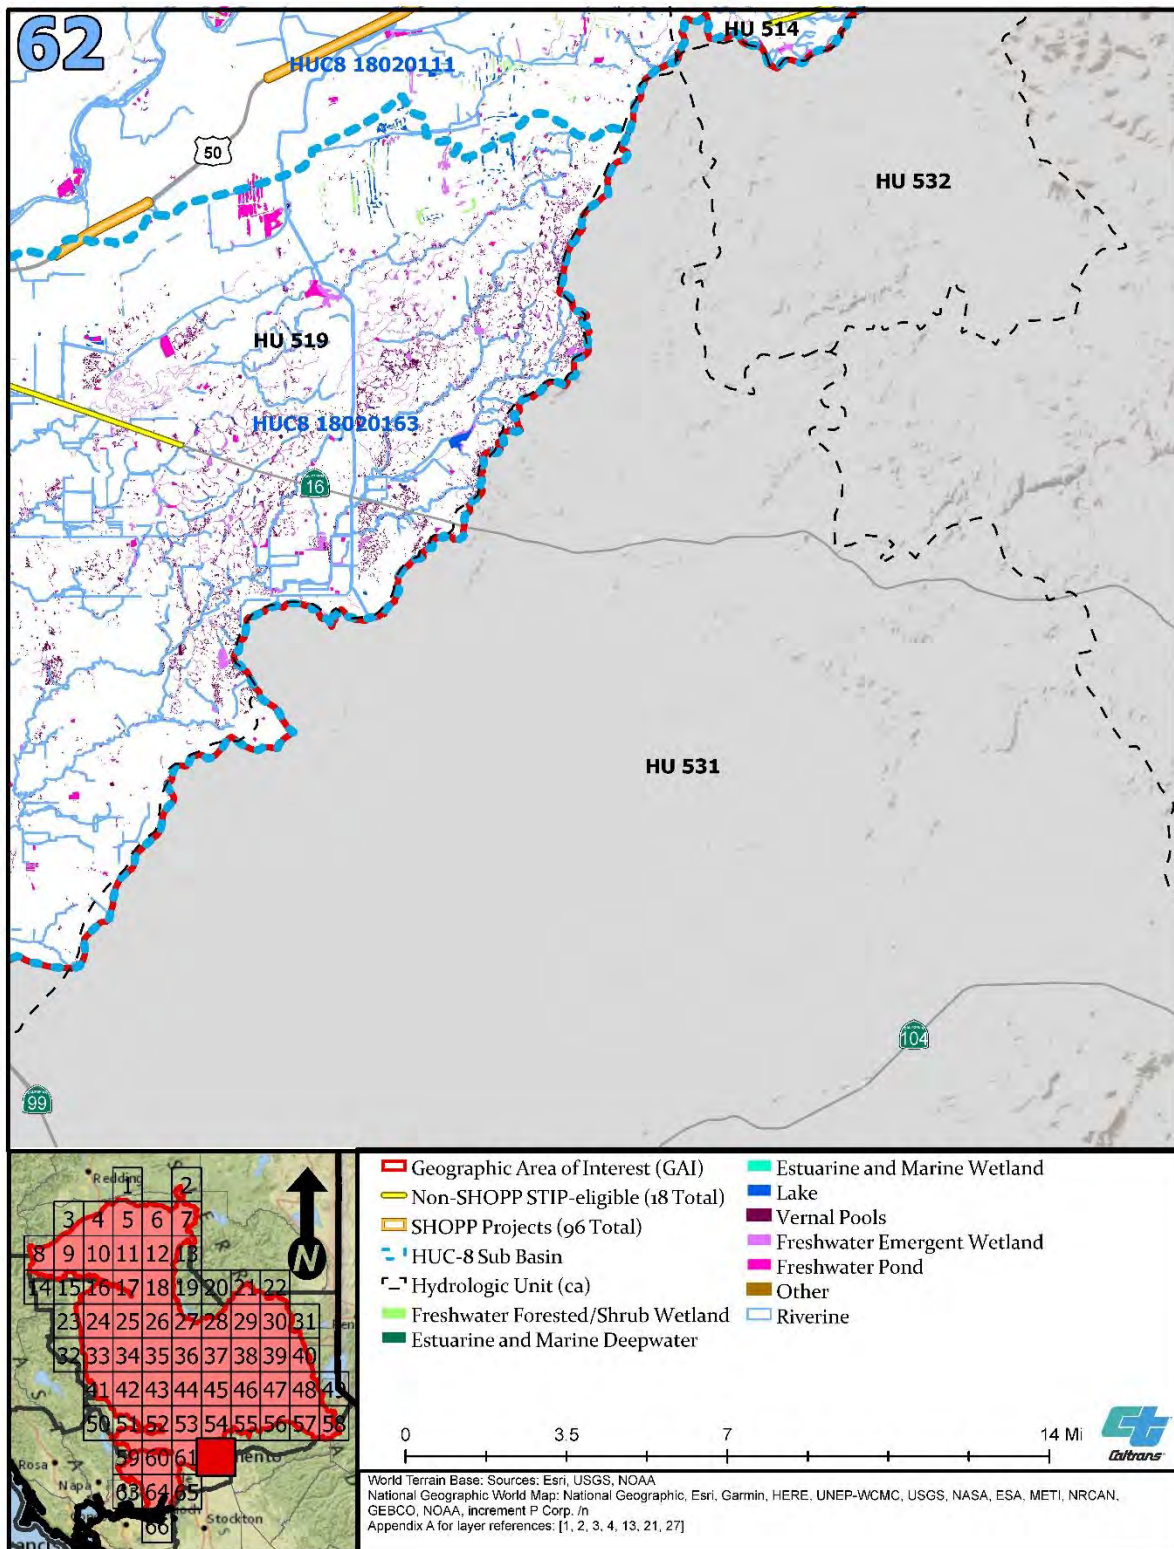 62
HU 514
HUC8 18020111
50
HU 532
HU 519
HUC8 18020163
16
HU 531
104
99
Geographic Area of Interest (GAI)
Non-SHOPP STIP-eligible (18 Total)
SHOPP Projects (96 Total)
HUC-8 Sub Basin
Hydrologic Unit (ca)
Freshwater Forested/Shrub Wetland
Estuarine and Marine Deepwater
Estuarine and Marine Wetland
Lake
Vernal Pools
Freshwater Emergent Wetland
Freshwater Pond
Other
Riverine
N
Redding
1 2
3 4 5 6 7
8 9 10 11 12 13
14 15 16 17 18 19 20 21 22
23 24 25 26 27 28 29 30 31
32 33 34 35 36 37 38 39 40
41 42 43 44 45 46 47 48 49
50 51 52 53 54 55 56 57 58
59 60 61 mento
Rosa
Napa
63 64 65
66
Stockton
0 3.5 7 14 Mi
Caltrans
World Terrain Base: Sources: Esri, USGS, NOAA
National Geographic World Map: National Geographic, Esri, Garmin, HERE, UNEP-WCMC, USGS, NASA, ESA, METI, NRCAN,
GEBCO, NOAA, increment P Corp. /n
Appendix A for layer references: [1, 2, 3, 4, 13, 21, 27]